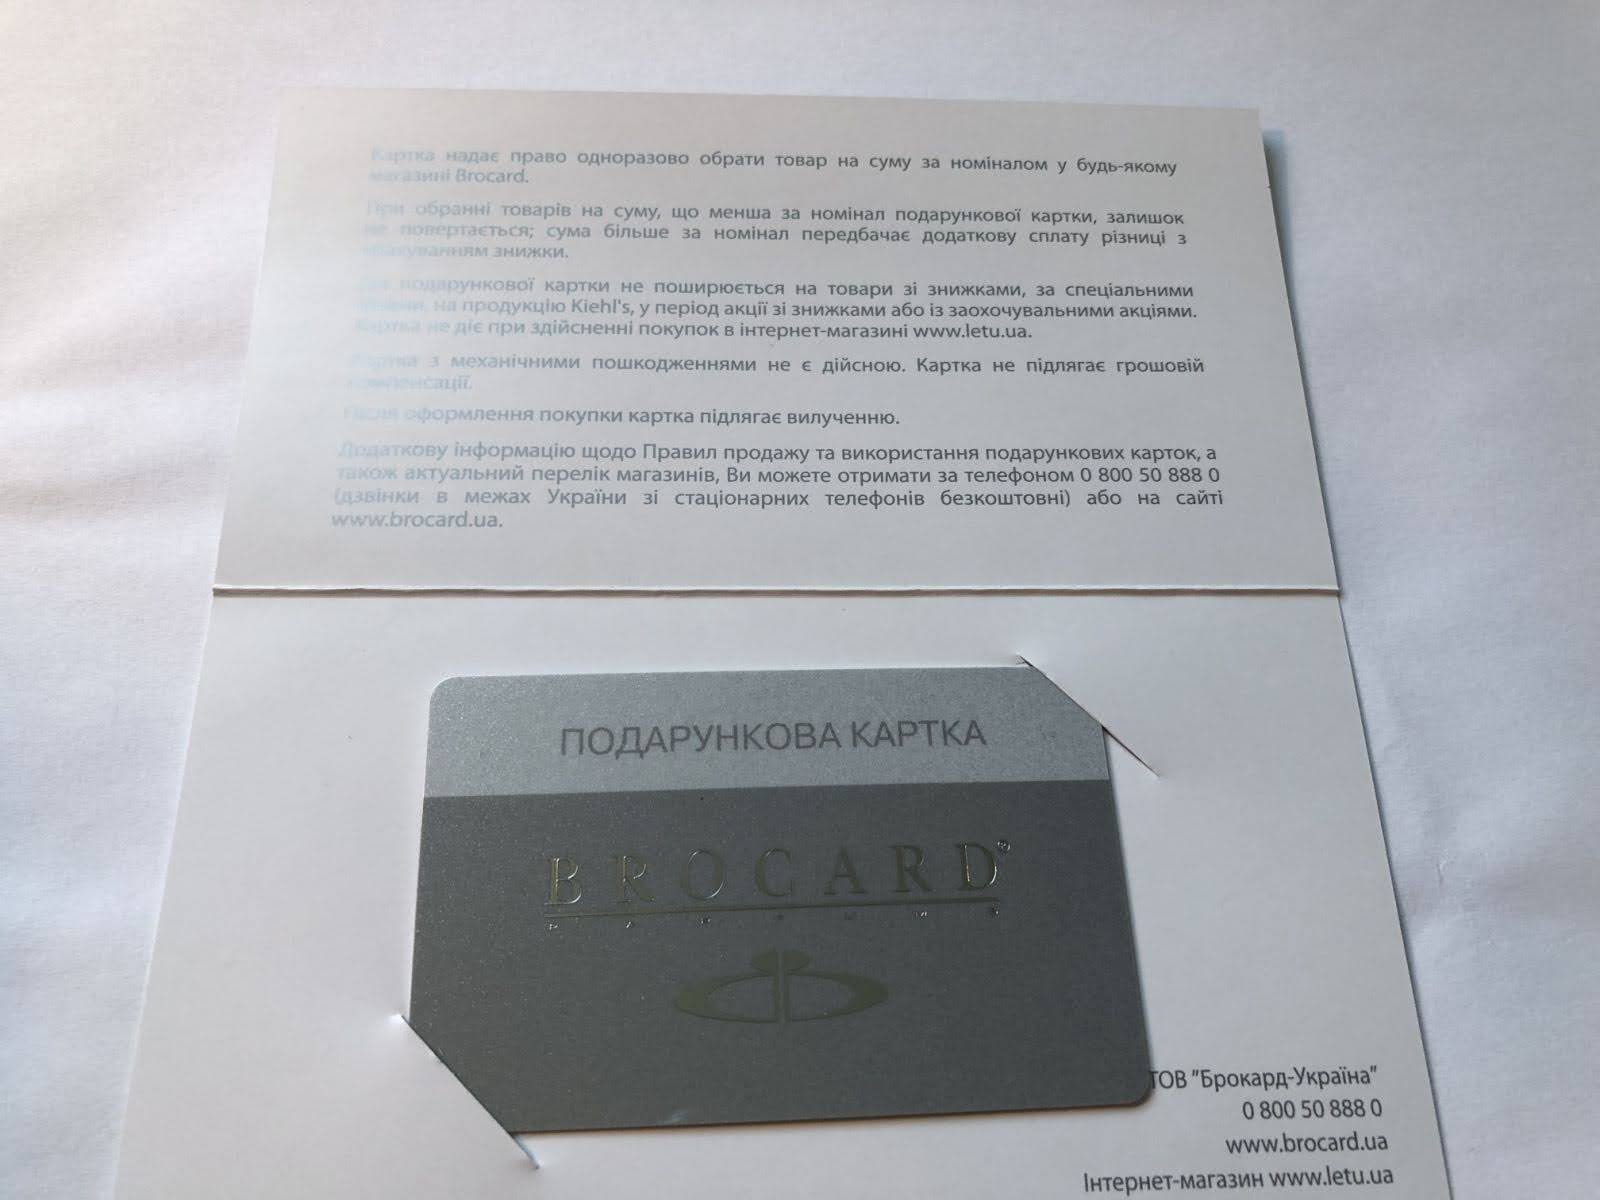 Картка надає право одноразово обрати товар на суму за номіналом у будь-якому
магазині Brocard.
При обранні товарів на суму, що менша за номінал подарункової картки, залишок
не повертається; сума більше за номінал передбачає додаткову сплату різниці з
урахуванням знижки.
подарункової картки не поширюється на товари зі знижками, за спеціальними
на продукцію Kiehl's, у період акції зі знижками або із заохочувальними акціями.
Картка не діє при здійсненні покупок в інтернет-магазині www.letu.ua.
Картка з механічними пошкодженнями не є дійсною. Картка не підлягає грошовій
компенсації.
Після оформлення покупки картка підлягає вилученню.
Додаткову інформацію щодо Правил продажу та використання подарункових карток, а
також актуальний перелік магазинів, Ви можете отримати за телефоном 0 800 50 888 0
(дзвінки в межах України зі стаціонарних телефонів безкоштовні) або на сайті
www.brocard.ua.
ПОДАРУНКОВА КАРТКА
BROCARD®
ТОВ "Брокард-Україна"
0 800 50 888 0
www.brocard.ua
Інтернет-магазин www.letu.ua